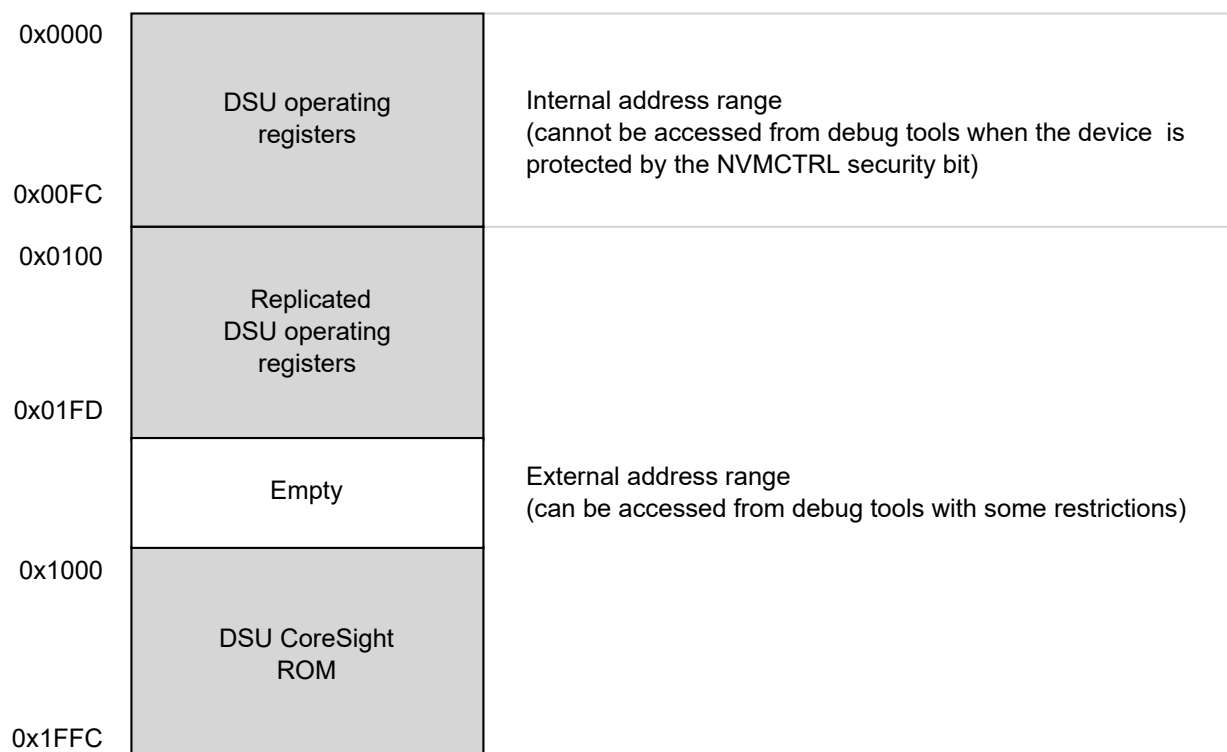 0x0000
DSU operating
registers
Internal address range
(cannot be accessed from debug tools when the device is
protected by the NVMCTRL security bit)
0x00FC
0x0100
Replicated
DSU operating
registers
0x01FD
Empty
External address range
(can be accessed from debug tools with some restrictions)
0x1000
DSU CoreSight
ROM
0x1FFC